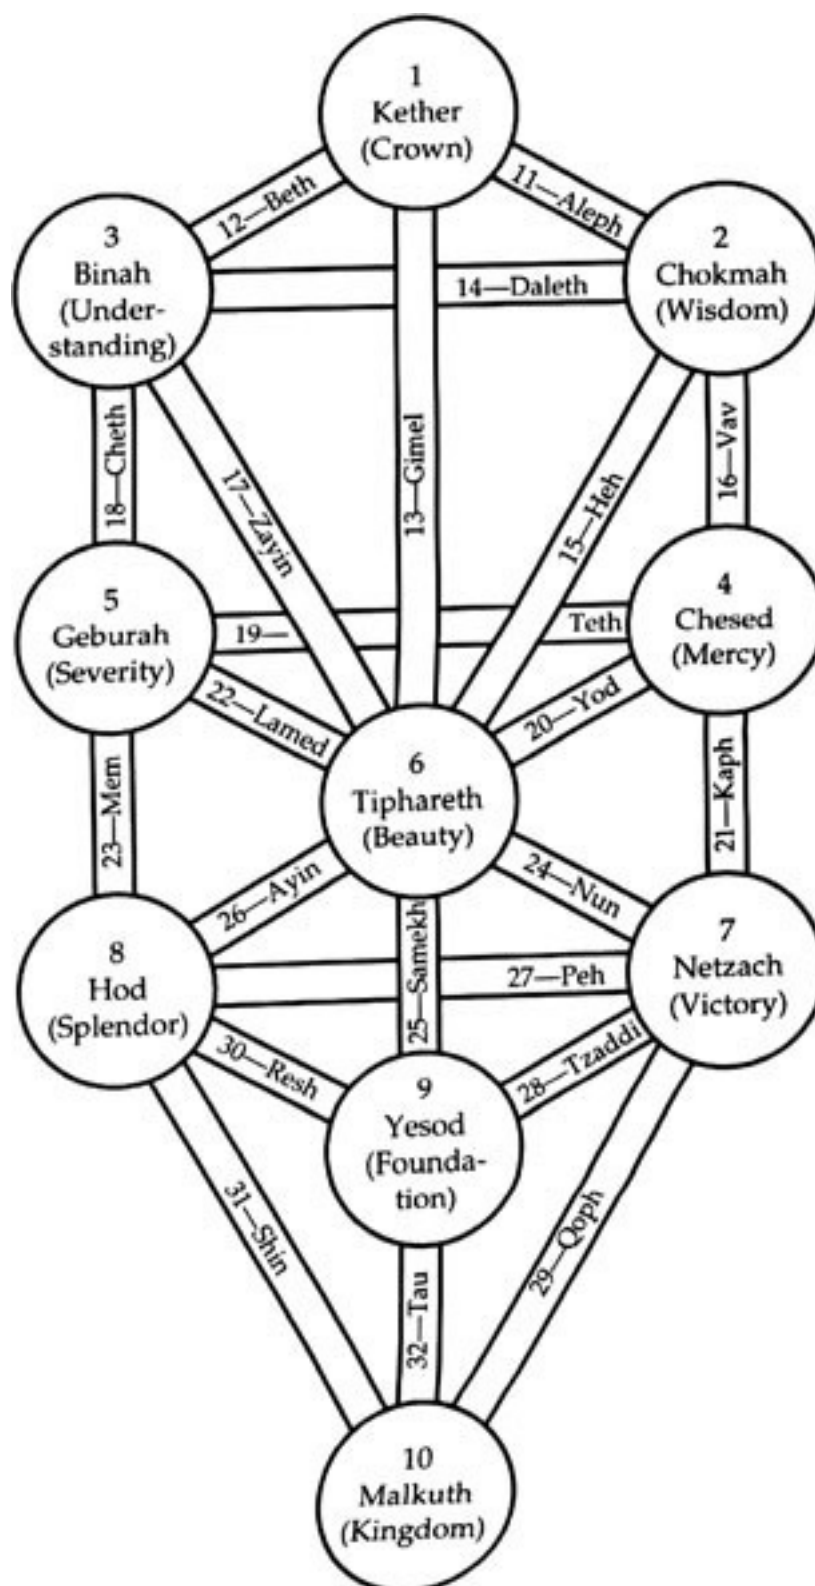 1
Kether
(Crown)
12—Beth
11—Aleph
3
Binah
(Under-
standing)
2
Chokmah
(Wisdom)
14—Daleth
18—Cheth
17—Zayin
13—Gimel
15—Heh
16—Vav
5
Geburah
(Severity)
4
Chesed
(Mercy)
19— Teth
22—Lamed
20—Yod
6
Tiphareth
(Beauty)
23—Mem
21—Kaph
26—Ayin
24—Nun
8
Hod
(Splendor)
7
Netzach
(Victory)
25—Samekh
27—Peh
30—Resh
28—Tzaddi
9
Yesod
(Founda-
tion)
31—Shin
32—Tau
29—Qoph
10
Malkuth
(Kingdom)